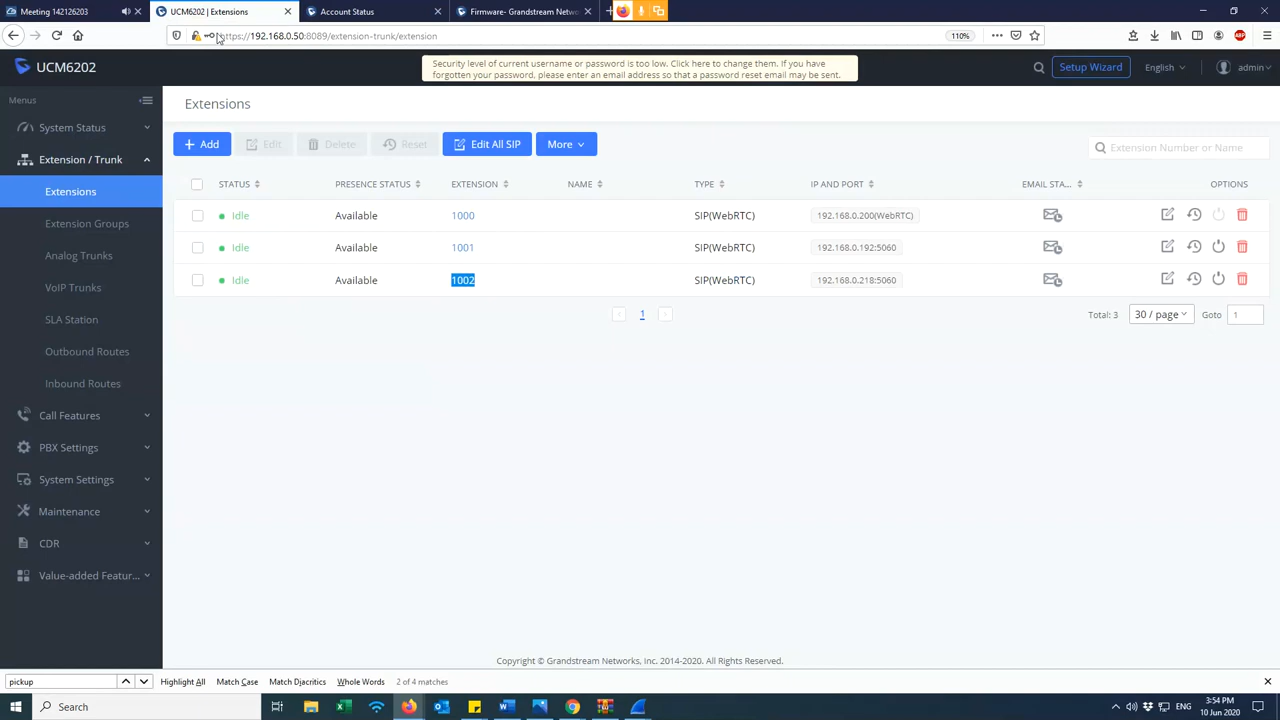 Meeting 142126203
UCM6202 | Extensions
Account Status
Firmware- Grandstream Netwo
https://192.168.0.50:8089/extension-trunk/extension
110%
ABP
UCM6202
Security level of current username or password is too low. Click here to change them. If you have
forgotten your password, please enter an email address so that a password reset email may be sent.
Setup Wizard
English
admin
Menus
System Status
Extension / Trunk
Extensions
Extension Groups
Analog Trunks
VoIP Trunks
SLA Station
Outbound Routes
Inbound Routes
Call Features
PBX Settings
System Settings
Maintenance
CDR
Value-added Featur...
Extensions
+ Add
Edit
Delete
Reset
Edit All SIP
More
Extension Number or Name
STATUS PRESENCE STATUS EXTENSION NAME TYPE IP AND PORT EMAIL STA... OPTIONS
Idle Available 1000 SIP(WebRTC) 192.168.0.200(WebRTC)
Idle Available 1001 SIP(WebRTC) 192.168.0.192:5060
Idle Available 1002 SIP(WebRTC) 192.168.0.218:5060
< 1 >
Total: 3
30 / page
Goto 1
Copyright © Grandstream Networks, Inc. 2014-2020. All Rights Reserved.
pickup
Highlight All
Match Case
Match Diacritics
Whole Words
2 of 4 matches
Search
ENG
3:54 PM
10 Jun 2020